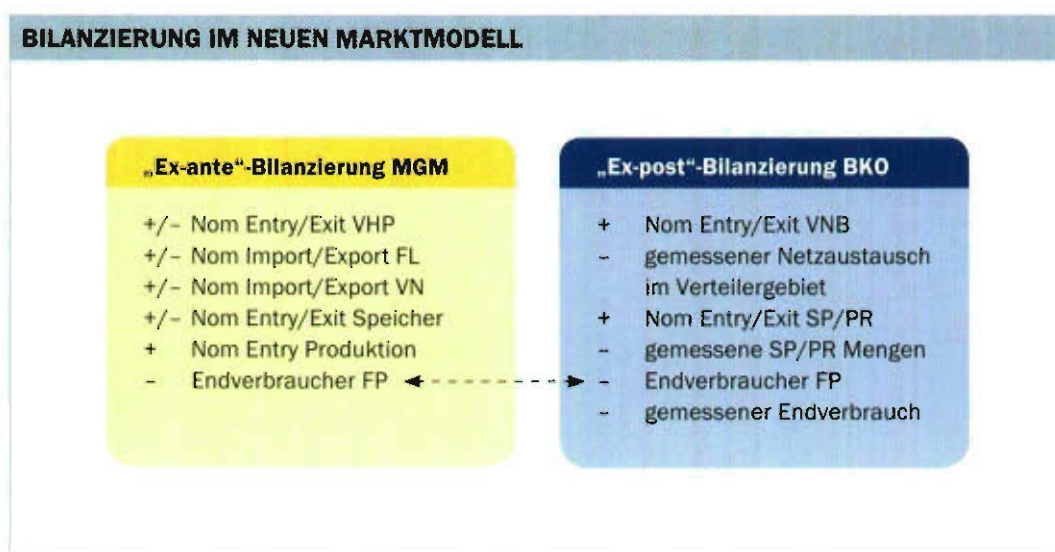 BILANZIERUNG IM NEUEN MARKTMODELL
„Ex-ante“-Bilanzierung MGM
+/– Nom Entry/Exit VHP
+/– Nom Import/Export FL
+/– Nom Import/Export VN
+/– Nom Entry/Exit Speicher
+ Nom Entry Produktion
– Endverbraucher FP
„Ex-post“-Bilanzierung BKO
+ Nom Entry/Exit VNB
– gemessener Netzaustausch
im Verteilergebiet
+ Nom Entry/Exit SP/PR
– gemessene SP/PR Mengen
– Endverbraucher FP
– gemessener Endverbrauch